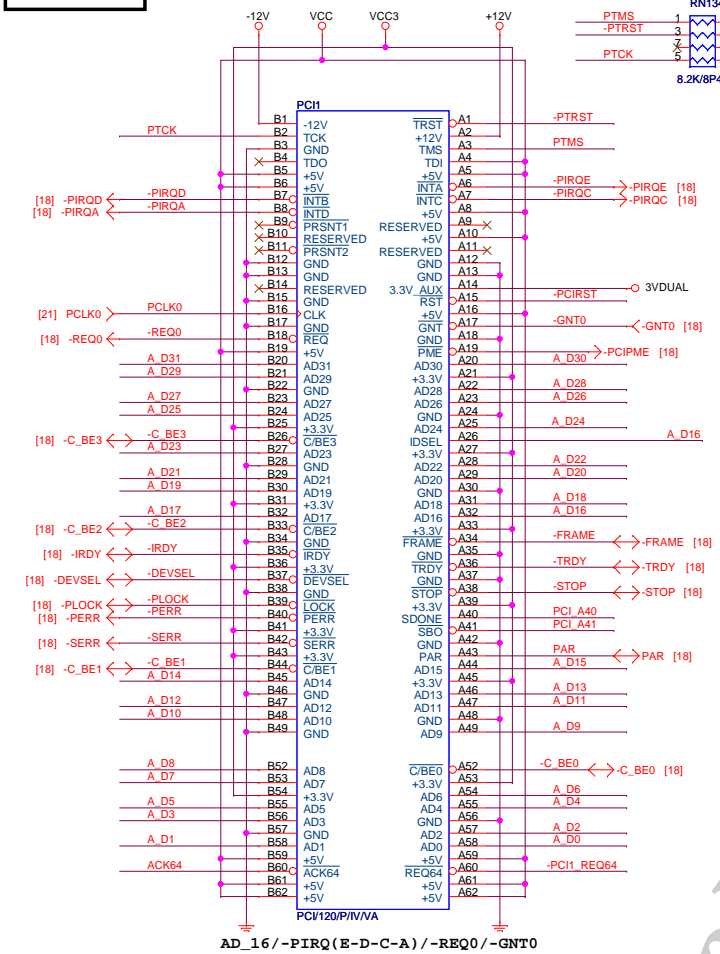 -12V VCC VCC3 +12V
RN134
PTMS 1
-PTRST 3
7
PTCK 5
8.2K/8P4
PCI1
B1 -12V TRST A1 -PTRST
PTCK B2 TCK +12V A2
B3 GND TMS A3 PTMS
B4 TDO TDI A4
B5 +5V +5V A5
B6 +5V INTA A6 -PIRQE -PIRQE [18]
[18] -PIRQD -PIRQD B7 INTB INTC A7 -PIRQC -PIRQC [18]
[18] -PIRQA -PIRQA B8 INTD +5V A8
B9 PRSNT1 RESERVED A9
B10 RESERVED +5V A10
B11 PRSNT2 RESERVED A11
B12 GND GND A12
B13 GND GND A13
B14 RESERVED 3.3V_AUX A14 3VDUAL
B15 GND RST A15 -PCIRST
[21] PCLK0 PCLK0 B16 CLK +5V A16
B17 GND GNT A17 -GNT0 -GNT0 [18]
[18] -REQ0 -REQ0 B18 REQ GND A18
B19 +5V PME A19 -PCIPME [18]
A_D31 B20 AD31 AD30 A20 A_D30
A_D29 B21 AD29 +3.3V A21
B22 GND AD28 A22 A_D28
A_D27 B23 AD27 AD26 A23 A_D26
A_D25 B24 AD25 GND A24
B25 +3.3V AD24 A25 A_D24
[18] -C_BE3 -C_BE3 B26 C/BE3 IDSEL A26 A_D16
A_D23 B27 AD23 +3.3V A27
B28 GND AD22 A28 A_D22
A_D21 B29 AD21 AD20 A29 A_D20
A_D19 B30 AD19 GND A30
B31 +3.3V AD18 A31 A_D18
A_D17 B32 AD17 AD16 A32 A_D16
[18] -C_BE2 -C_BE2 B33 C/BE2 +3.3V A33
B34 GND FRAME A34 -FRAME -FRAME [18]
[18] -IRDY -IRDY B35 IRDY GND A35
B36 +3.3V TRDY A36 -TRDY -TRDY [18]
[18] -DEVSEL -DEVSEL B37 DEVSEL GND A37
B38 GND STOP A38 -STOP -STOP [18]
[18] -PLOCK -PLOCK B39 LOCK +3.3V A39
[18] -PERR -PERR B40 PERR SDONE A40 PCI_A40
B41 +3.3V SBO A41 PCI_A41
[18] -SERR -SERR B42 SERR GND A42
B43 +3.3V PAR A43 PAR PAR [18]
[18] -C_BE1 -C_BE1 B44 C/BE1 AD15 A44 A_D15
A_D14 B45 AD14 +3.3V A45
B46 GND AD13 A46 A_D13
A_D12 B47 AD12 AD11 A47 A_D11
A_D10 B48 AD10 GND A48
B49 GND AD9 A49 A_D9
A_D8 B52 AD8 C/BE0 A52 -C_BE0 -C_BE0 [18]
A_D7 B53 AD7 +3.3V A53
B54 +3.3V AD6 A54 A_D6
A_D5 B55 AD5 AD4 A55 A_D4
A_D3 B56 AD3 GND A56
B57 GND AD2 A57 A_D2
A_D1 B58 AD1 AD0 A58 A_D0
B59 +5V +5V A59
ACK64 B60 ACK64 REQ64 A60 -PCI1_REQ64
B61 +5V +5V A61
B62 +5V +5V A62
PCI/120/P/IV/VA
AD_16/-PIRQ(E-D-C-A)/-REQ0/-GNT0